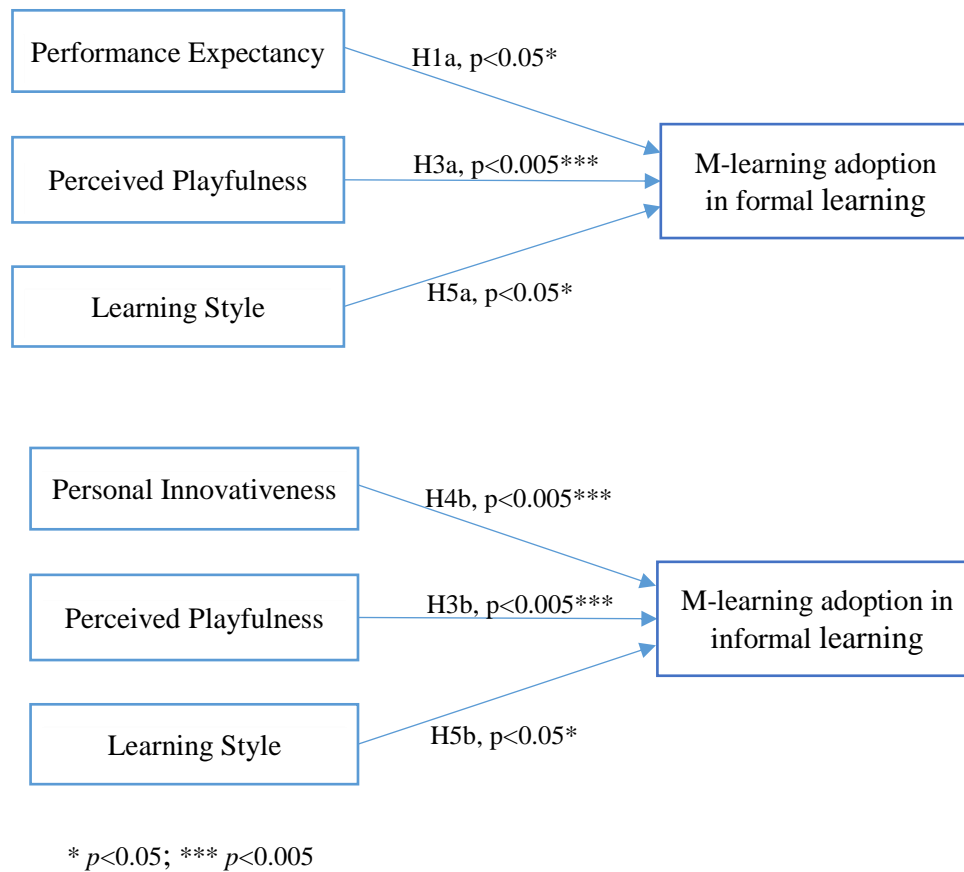 Performance Expectancy
H1a, p<0.05*
Perceived Playfulness
H3a, p<0.005***
M-learning adoption
in formal learning
Learning Style
H5a, p<0.05*
Personal Innovativeness
H4b, p<0.005***
Perceived Playfulness
H3b, p<0.005***
M-learning adoption in
informal learning
Learning Style
H5b, p<0.05*
* p<0.05; *** p<0.005